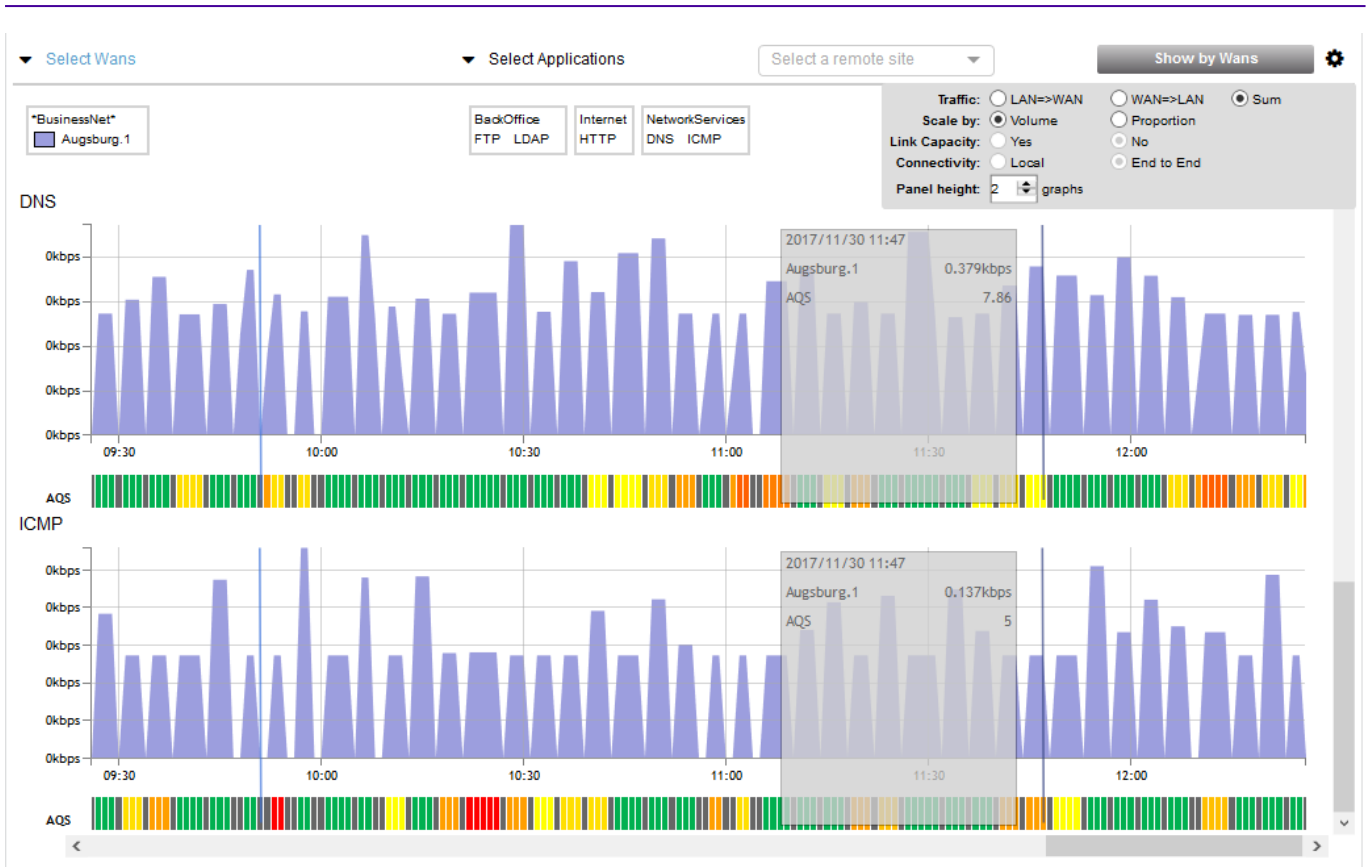 Select Wans Select Applications Select a remote site Show by Wans
Traffic: LAN=>WAN WAN=>LAN Sum
*BusinessNet* BackOffice Internet NetworkServices Scale by: Volume Proportion
Augsburg.1 FTP LDAP HTTP DNS ICMP Link Capacity: Yes No
Connectivity: Local End to End
Panel height: 2 graphs
DNS
2017/11/30 11:47
0kbps
Augsburg.1 0.379kbps
0kbps
AQS 7.86
0kbps
0kbps
0kbps
09:30 10:00 10:30 11:00 11:30 12:00
AQS
ICMP
2017/11/30 11:47
0kbps
Augsburg.1 0.137kbps
0kbps
AQS 5
0kbps
0kbps
0kbps
0kbps
09:30 10:00 10:30 11:00 11:30 12:00
AQS